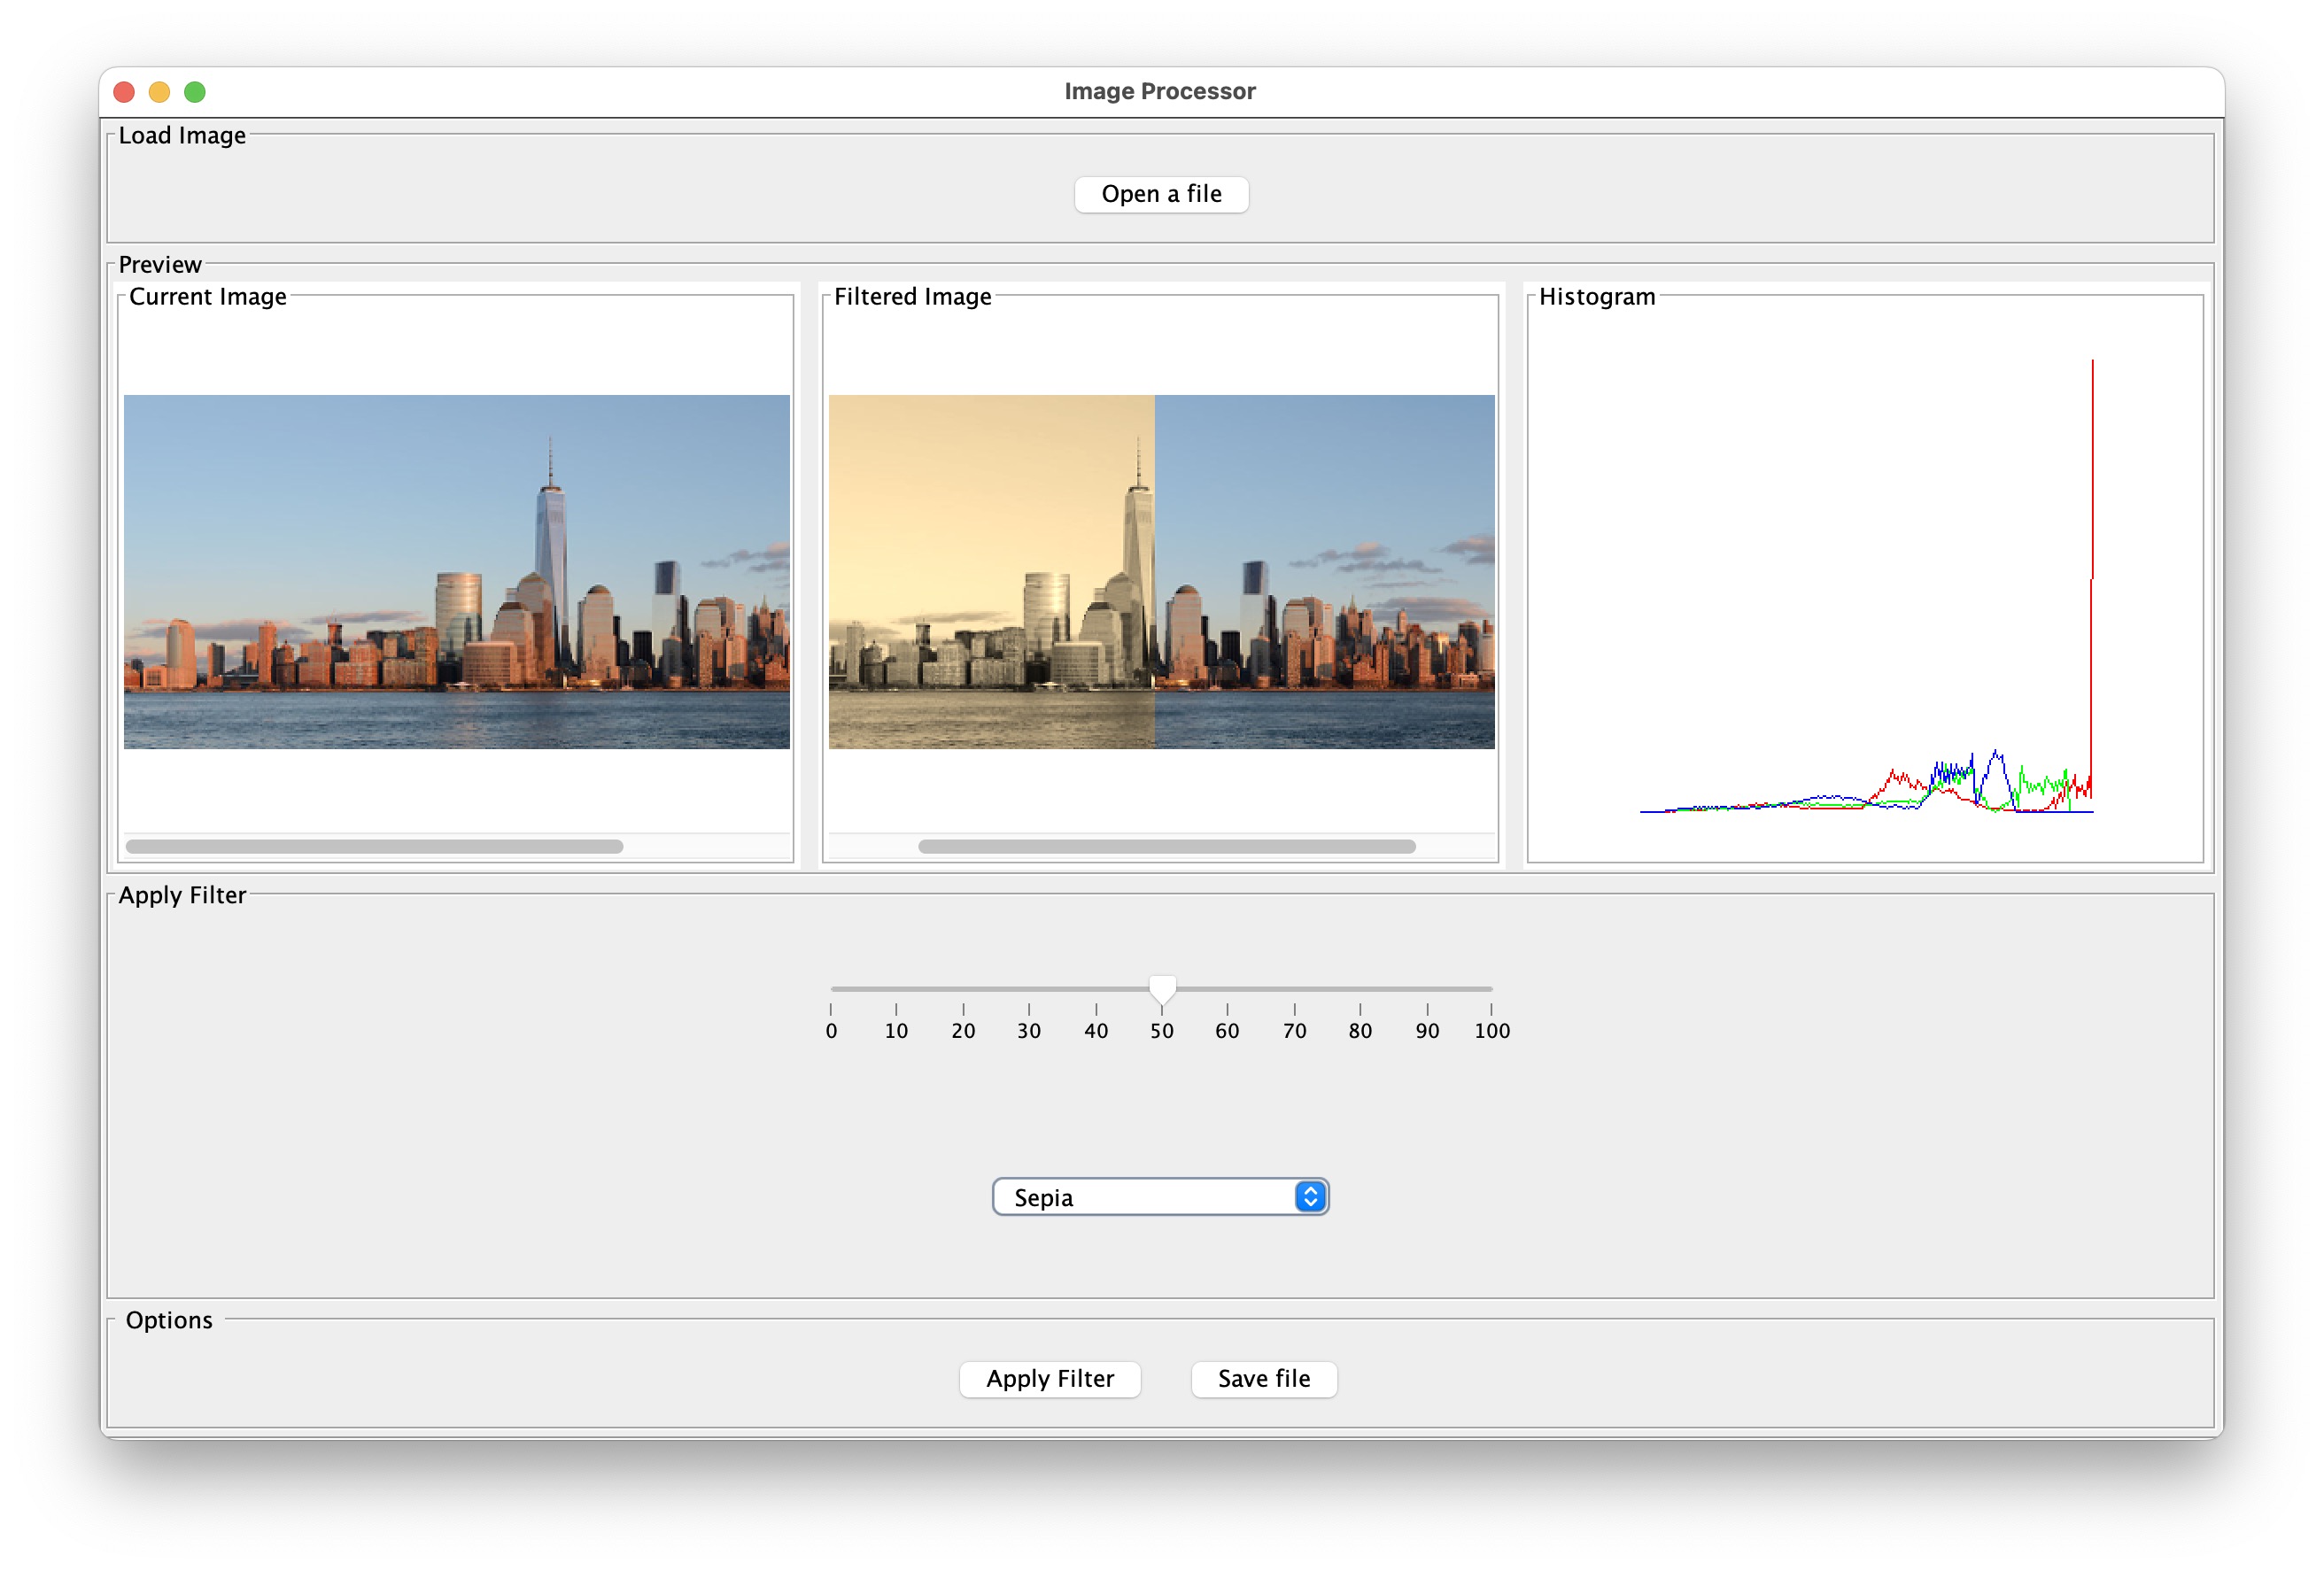 Image Processor
Load Image
Open a file
Preview
Current Image
Filtered Image
Histogram
Apply Filter
0 10 20 30 40 50 60 70 80 90 100
Sepia
Options
Apply Filter
Save file